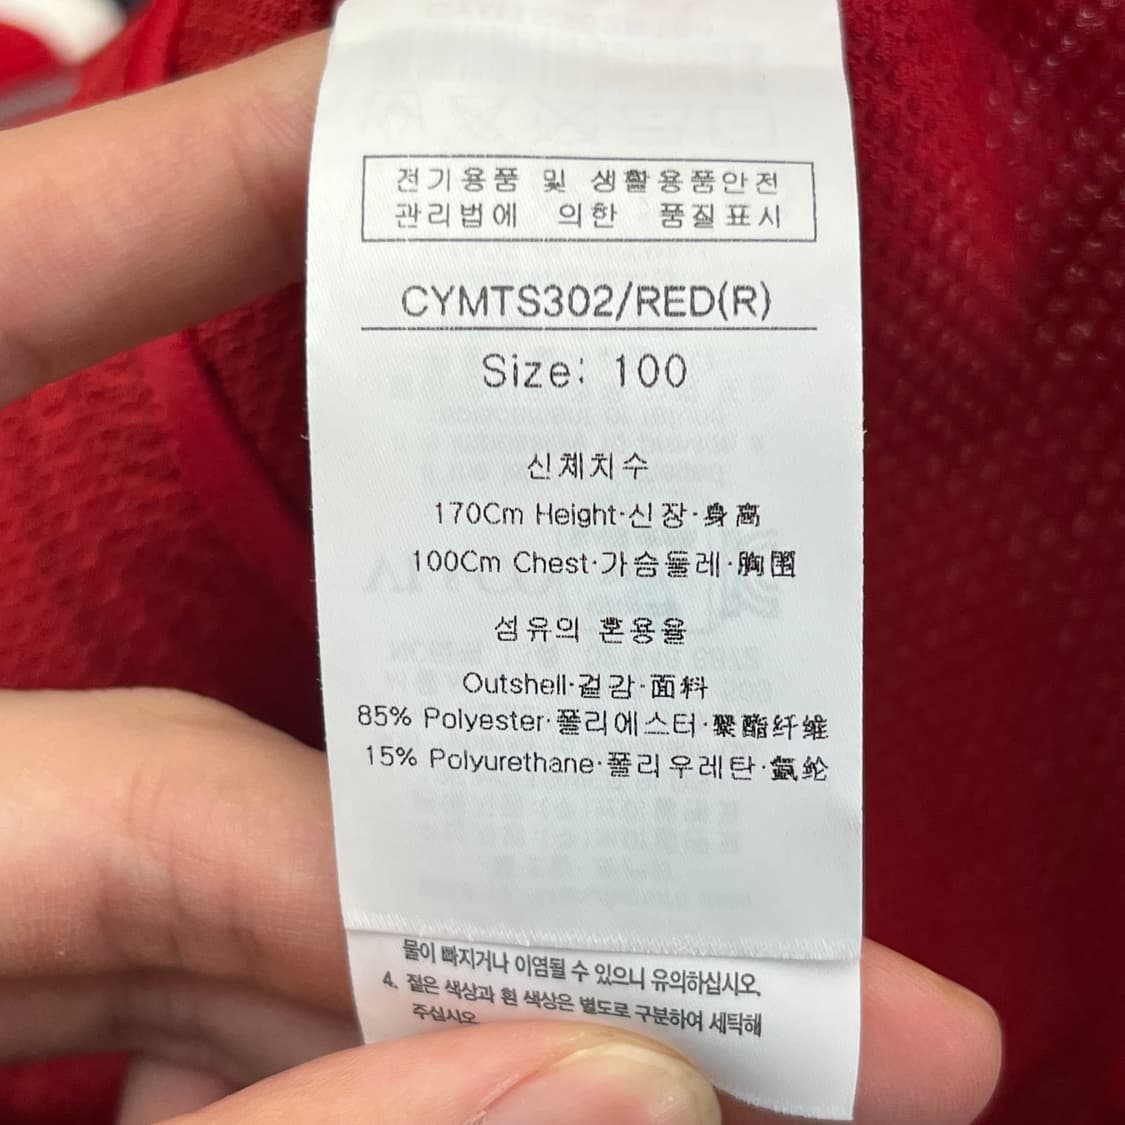 전기용품 및 생활용품안전
관리법에 의한 품질표시
CYMTS302/RED(R)
Size: 100
신체치수
170Cm Height·신장·身高
100Cm Chest·가슴둘레·胸围
섬유의 혼용율
Outshell·겉감·面料
85% Polyester·폴리에스터·聚酯纤维
15% Polyurethane·폴리우레탄·氨纶
물이 빠지거나 이염될 수 있으니 유의하십시오.
4. 짙은 색상과 흰 색상은 별도로 구분하여 세탁해
주십시오